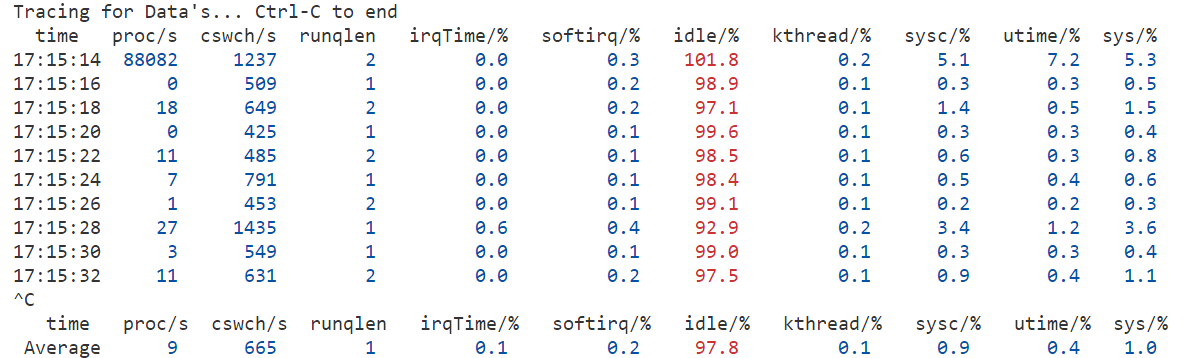 Tracing for Data's... Ctrl-C to end
time proc/s cswch/s runqlen irqTime/% softirq/% idle/% kthread/% sysc/% utime/% sys/%
17:15:14 88082 1237 2 0.0 0.3 101.8 0.2 5.1 7.2 5.3
17:15:16 0 509 1 0.0 0.2 98.9 0.1 0.3 0.3 0.5
17:15:18 18 649 2 0.0 0.2 97.1 0.1 1.4 0.5 1.5
17:15:20 0 425 1 0.0 0.1 99.6 0.1 0.3 0.3 0.4
17:15:22 11 485 2 0.0 0.1 98.5 0.1 0.6 0.3 0.8
17:15:24 7 791 1 0.0 0.1 98.4 0.1 0.5 0.4 0.6
17:15:26 1 453 2 0.0 0.1 99.1 0.1 0.2 0.2 0.3
17:15:28 27 1435 1 0.6 0.4 92.9 0.2 3.4 1.2 3.6
17:15:30 3 549 1 0.0 0.1 99.0 0.1 0.3 0.3 0.4
17:15:32 11 631 2 0.0 0.2 97.5 0.1 0.9 0.4 1.1
^C
time proc/s cswch/s runqlen irqTime/% softirq/% idle/% kthread/% sysc/% utime/% sys/%
Average 9 665 1 0.1 0.2 97.8 0.1 0.9 0.4 1.0